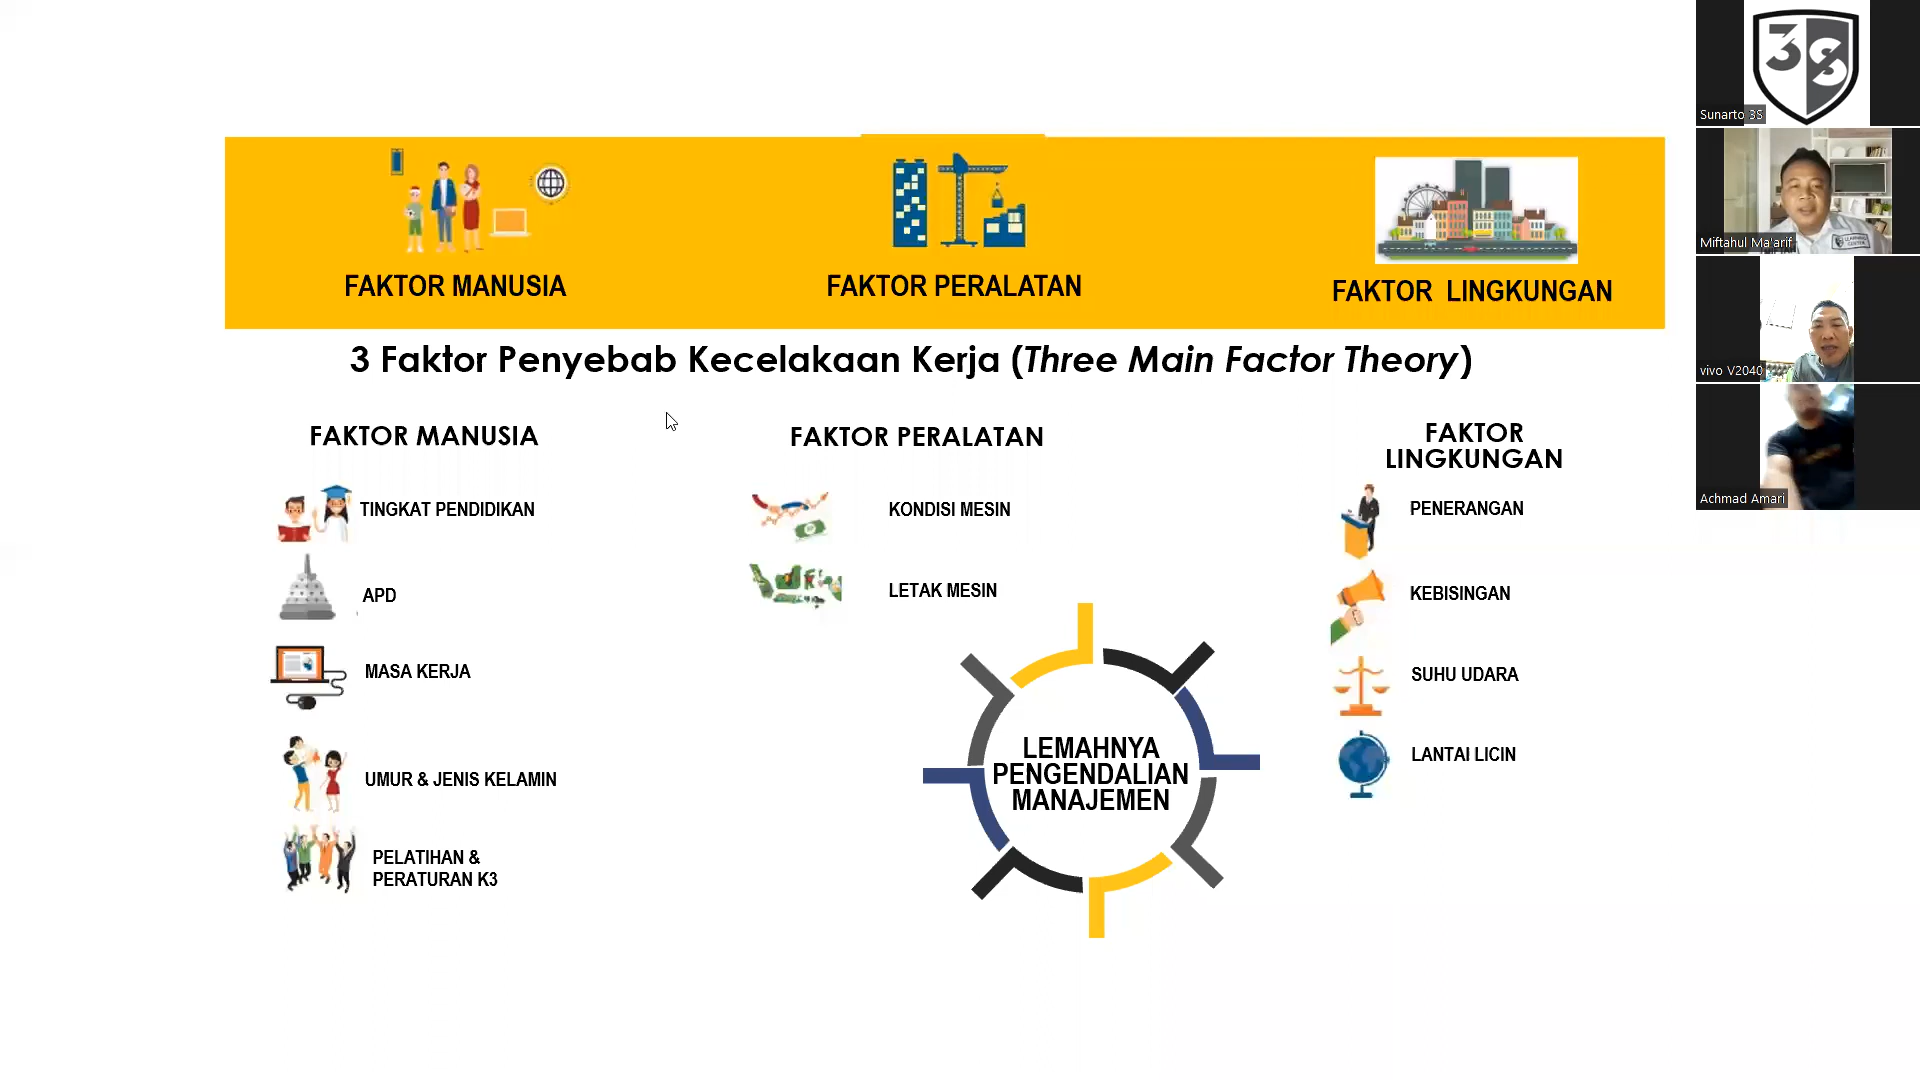 FAKTOR MANUSIA
FAKTOR PERALATAN
FAKTOR LINGKUNGAN
3 Faktor Penyebab Kecelakaan Kerja (Three Main Factor Theory)
FAKTOR MANUSIA
TINGKAT PENDIDIKAN
APD
MASA KERJA
UMUR & JENIS KELAMIN
PELATIHAN &
PERATURAN K3
FAKTOR PERALATAN
KONDISI MESIN
LETAK MESIN
LEMAHNYA
PENGENDALIAN
MANAJEMEN
FAKTOR
LINGKUNGAN
PENERANGAN
KEBISINGAN
SUHU UDARA
LANTAI LICIN
3S
Sunarto 3S
Miftahul Ma'arif
vivo V2040
Achmad Amari